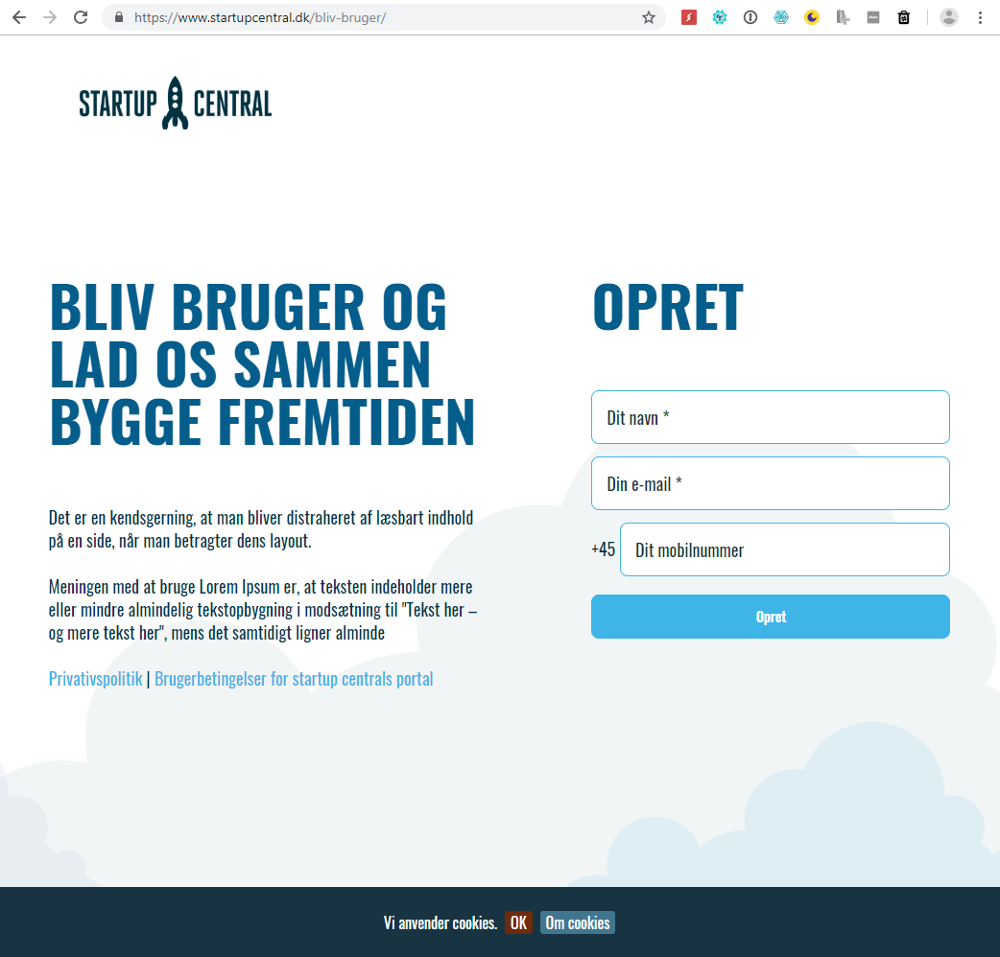 https://www.startupcentral.dk/bliv-bruger/
STARTUP CENTRAL
BLIV BRUGER OG
LAD OS SAMMEN
BYGGE FREMTIDEN
Det er en kendsgerning, at man bliver distraheret af læsbart indhold
på en side, når man betragter dens layout.
Meningen med at bruge Lorem Ipsum er, at teksten indeholder mere
eller mindre almindelig tekstopbygning i modsætning til "Tekst her –
og mere tekst her", mens det samtidigt ligner alminde
Privativspolitik | Brugerbetingelser for startup centrals portal
OPRET
Dit navn *
Din e-mail *
+45 Dit mobilnummer
Opret
Vi anvender cookies. OK Om cookies